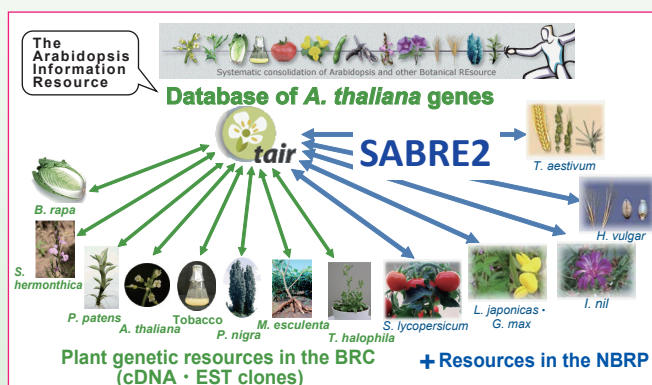 The
Arabidopsis
Information
Resource
Systematic consolidation of Arabidopsis and other Botanical REsource
Database of A. thaliana genes
tair
SABRE2
T. aestivum
B. rapa
H. vulgar
S.
hermonthica
P. patens
A. thaliana
Tobacco
P. nigra
M. esculenta
T. halophila
S. lycopersicum
L. japonicas・
G. max
I. nil
Plant genetic resources in the BRC
(cDNA・EST clones)
+ Resources in the NBRP